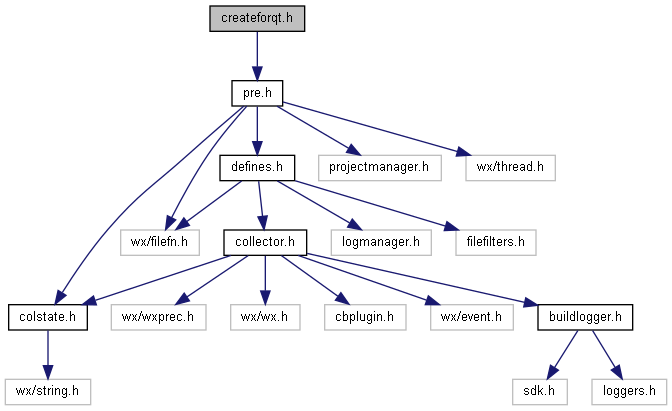 createforqt.h
pre.h
defines.h
projectmanager.h
wx/thread.h
wx/filefn.h
collector.h
logmanager.h
filefilters.h
colstate.h
wx/wxprec.h
wx/wx.h
cbplugin.h
wx/event.h
buildlogger.h
wx/string.h
sdk.h
loggers.h